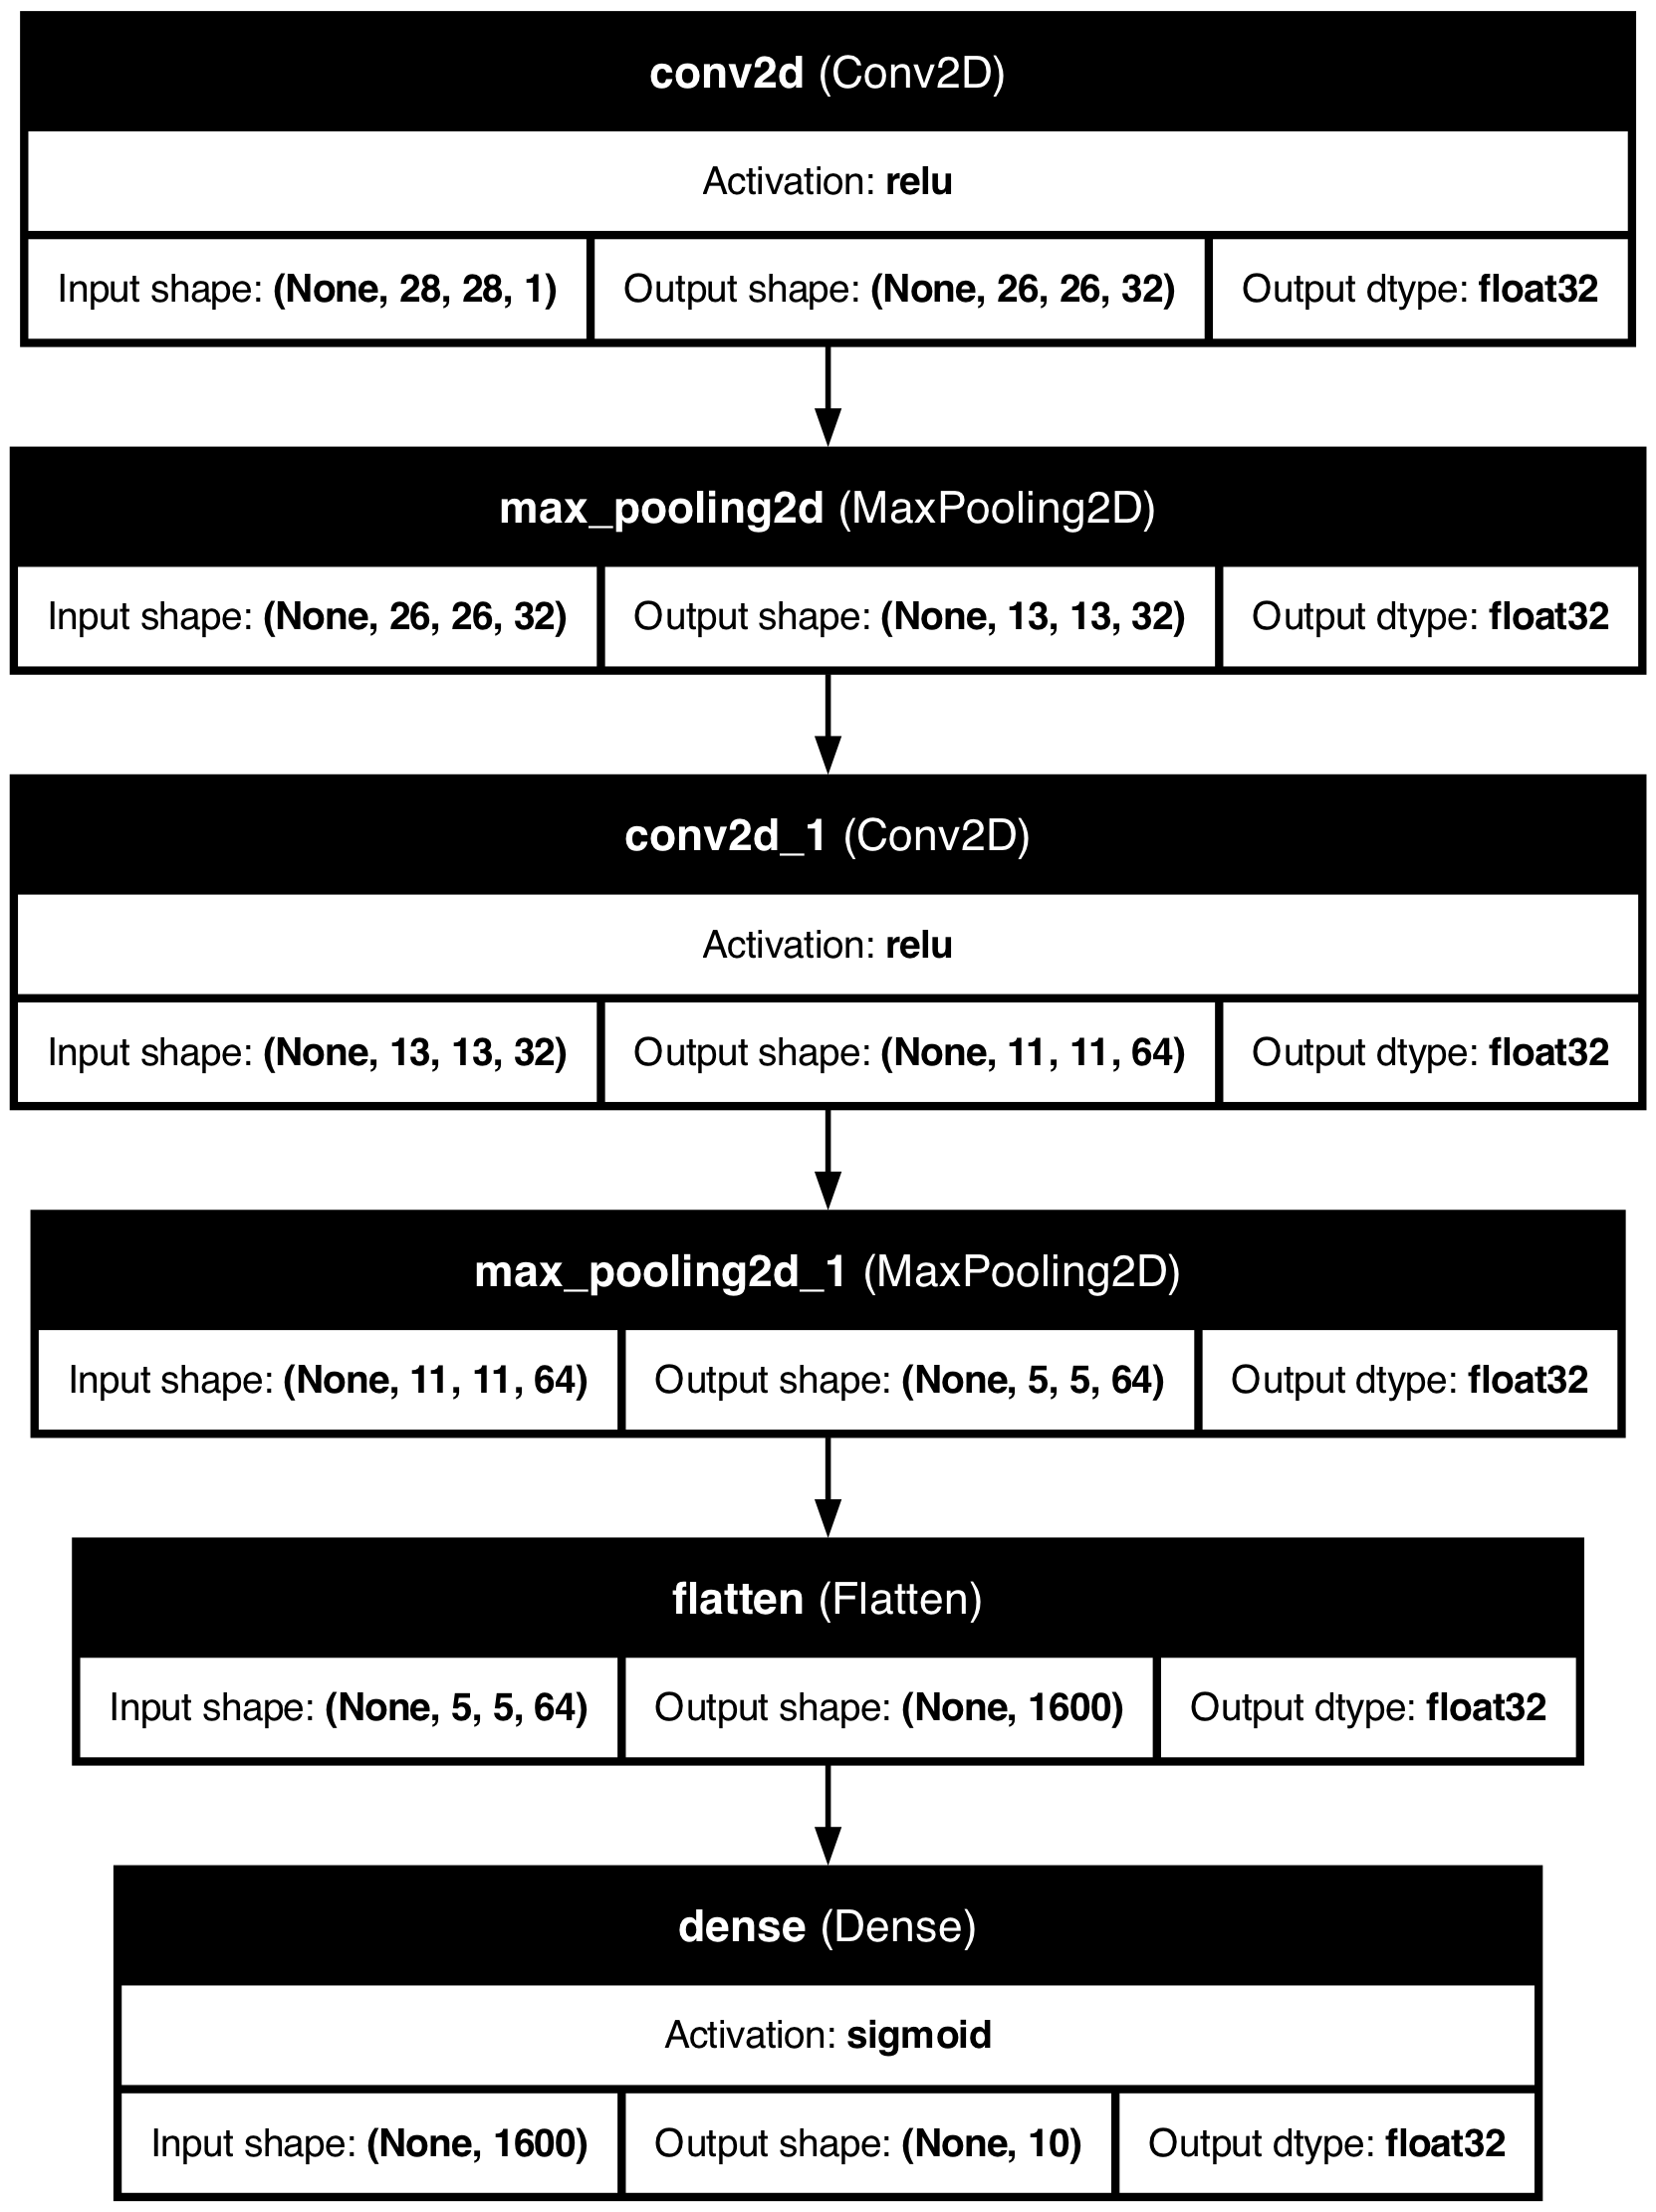 conv2d (Conv2D)
Activation: relu
Input shape: (None, 28, 28, 1) Output shape: (None, 26, 26, 32) Output dtype: float32
max_pooling2d (MaxPooling2D)
Input shape: (None, 26, 26, 32) Output shape: (None, 13, 13, 32) Output dtype: float32
conv2d_1 (Conv2D)
Activation: relu
Input shape: (None, 13, 13, 32) Output shape: (None, 11, 11, 64) Output dtype: float32
max_pooling2d_1 (MaxPooling2D)
Input shape: (None, 11, 11, 64) Output shape: (None, 5, 5, 64) Output dtype: float32
flatten (Flatten)
Input shape: (None, 5, 5, 64) Output shape: (None, 1600) Output dtype: float32
dense (Dense)
Activation: sigmoid
Input shape: (None, 1600) Output shape: (None, 10) Output dtype: float32